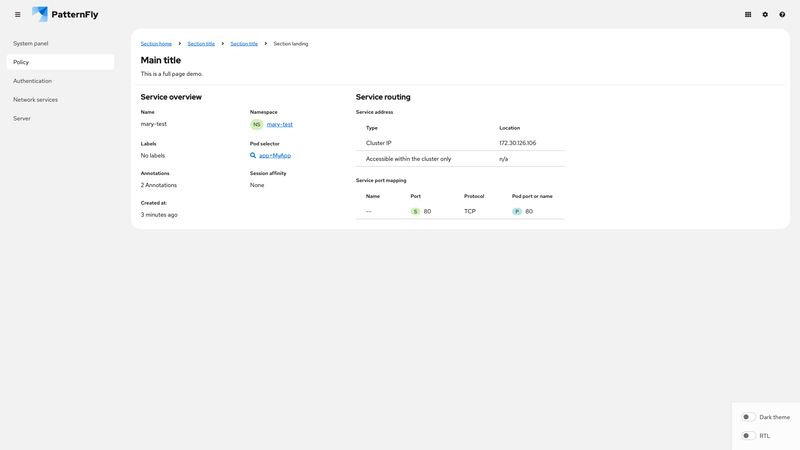 PatternFly
System panel
Policy
Authentication
Network services
Server
Section home
Section title
Section title
Section landing
Main title
This is a full page demo.
Service overview
Name
mary-test
Namespace
NS mary-test
Labels
No labels
Pod selector
app=MyApp
Annotations
2 Annotations
Session affinity
None
Created at:
3 minutes ago
Service routing
Service address
Type Location
Cluster IP 172.30.126.106
Accessible within the cluster only n/a
Service port mapping
Name Port Protocol Pod port or name
-- S 80 TCP P 80
Dark theme
RTL